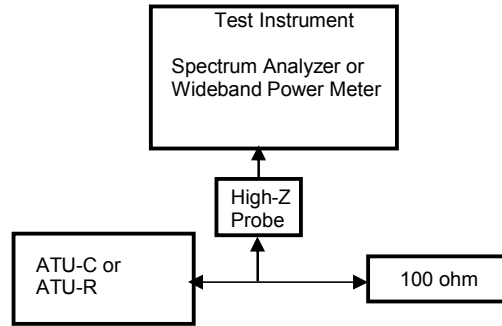 Test Instrument
Spectrum Analyzer or
Wideband Power Meter
High-Z
Probe
ATU-C or
ATU-R
100 ohm